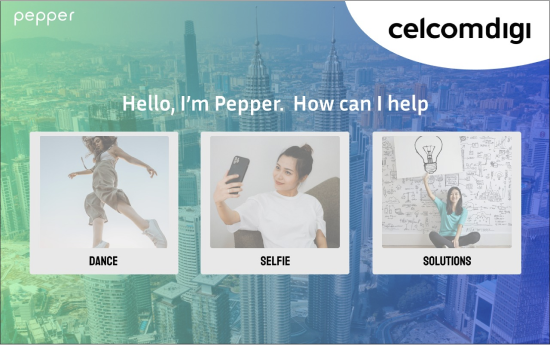 pepper
celcomdigi
Hello, I'm Pepper. How can I help
DANCE
SELFIE
SOLUTIONS